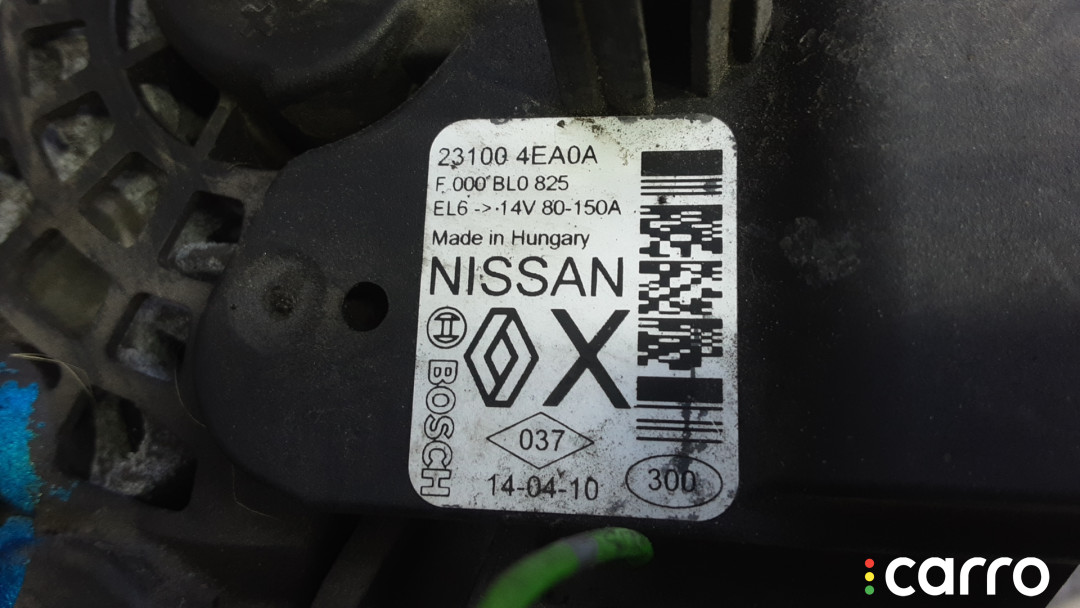 23100 4EA0A
F 000 BL0 825
EL6 -> 14V 80-150A
Made in Hungary
NISSAN
X
BOSCH
037
14-04-10
300
carro